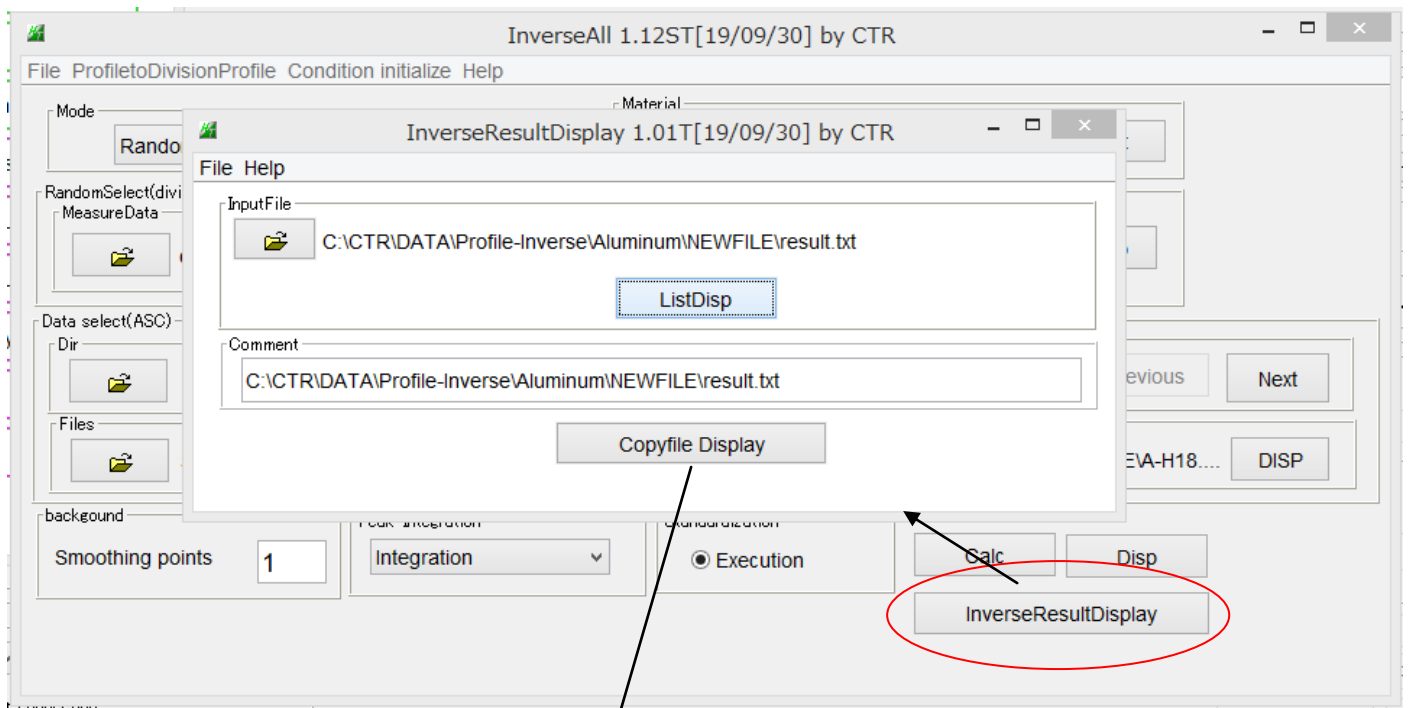 InverseAll 1.12ST[19/09/30] by CTR
File ProfiletoDivisionProfile Condition initialize Help
Mode
Material
Rando
InverseResultDisplay 1.01T[19/09/30] by CTR
File Help
RandomSelect(divi
MeasureData
InputFile
C:\CTR\DATA\Profile-Inverse\Aluminum\NEWFILE\result.txt
ListDisp
Data select(ASC)
Dir
Comment
C:\CTR\DATA\Profile-Inverse\Aluminum\NEWFILE\result.txt
evious
Next
Files
Copyfile Display
E\A-H18....
DISP
backgound
Smoothing points
1
Integration
Execution
Calc
Disp
InverseResultDisplay